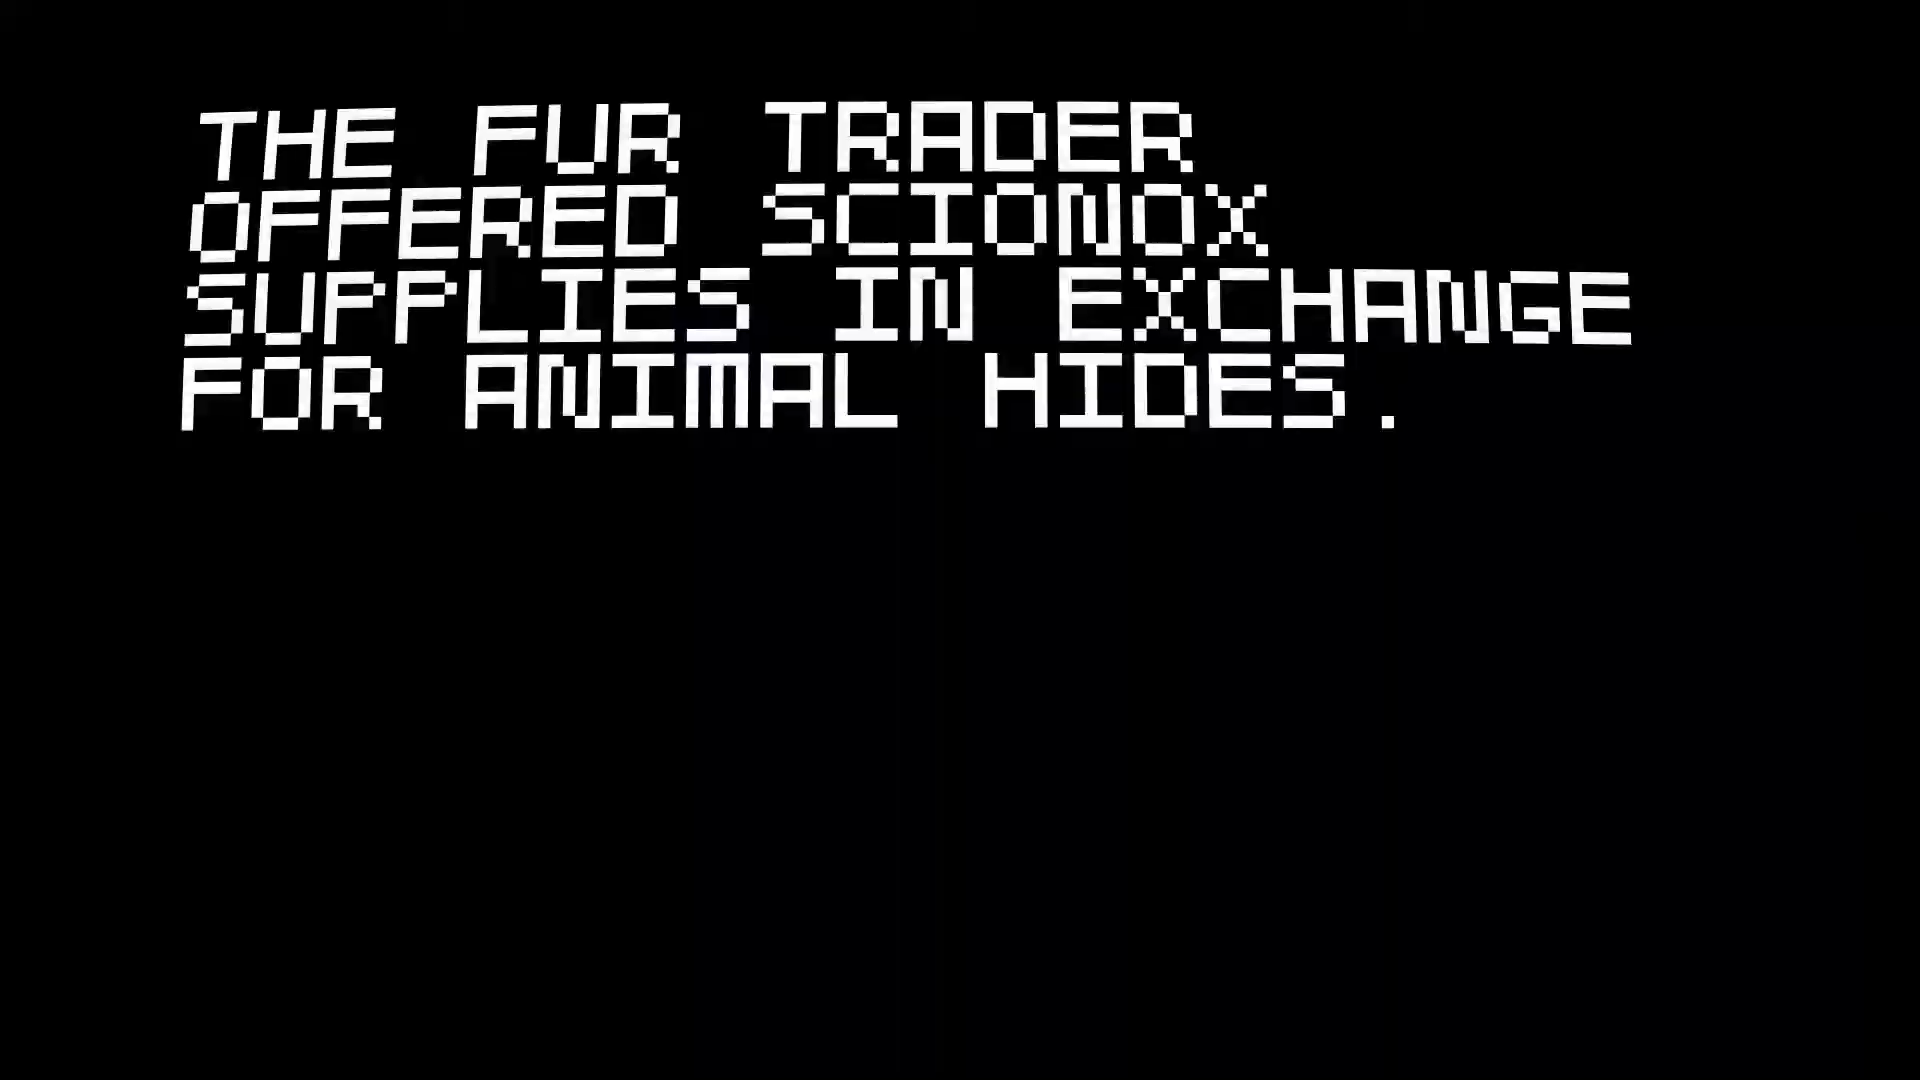 THE FUR TRADER
OFFERED SCIONOX
SUPPLIES IN EXCHANGE
FOR ANIMAL HIDES.